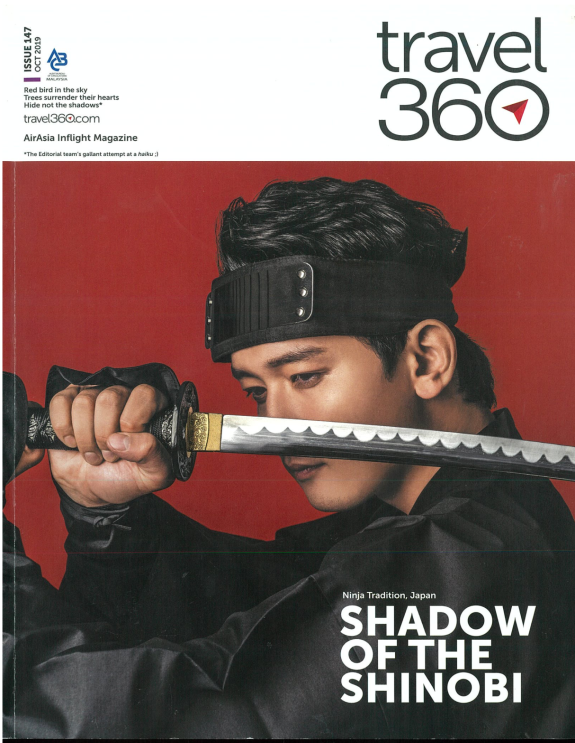 ISSUE 147
OCT 2019
ABC
MALAYSIA
Red bird in the sky
Trees surrender their hearts
Hide not the shadows*
travel360.com
AirAsia Inflight Magazine
*The Editorial team's gallant attempt at a haiku ;)
travel
360
Ninja Tradition, Japan
SHADOW
OF THE
SHINOBI